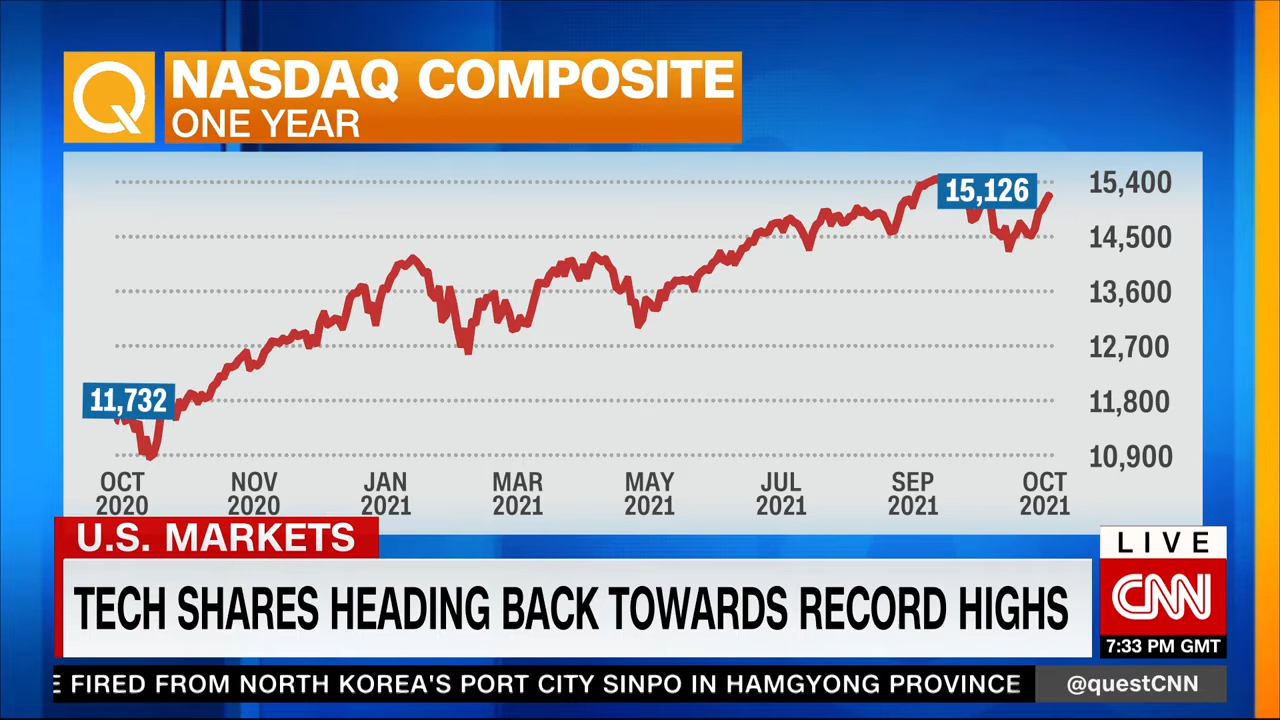 Q
NASDAQ COMPOSITE
ONE YEAR
15,126
11,732
15,400
14,500
13,600
12,700
11,800
10,900
OCT 2020
NOV 2020
JAN 2021
MAR 2021
MAY 2021
JUL 2021
SEP 2021
OCT 2021
U.S. MARKETS
TECH SHARES HEADING BACK TOWARDS RECORD HIGHS
LIVE
CNN
7:33 PM GMT
E FIRED FROM NORTH KOREA'S PORT CITY SINPO IN HAMGYONG PROVINCE
@questCNN